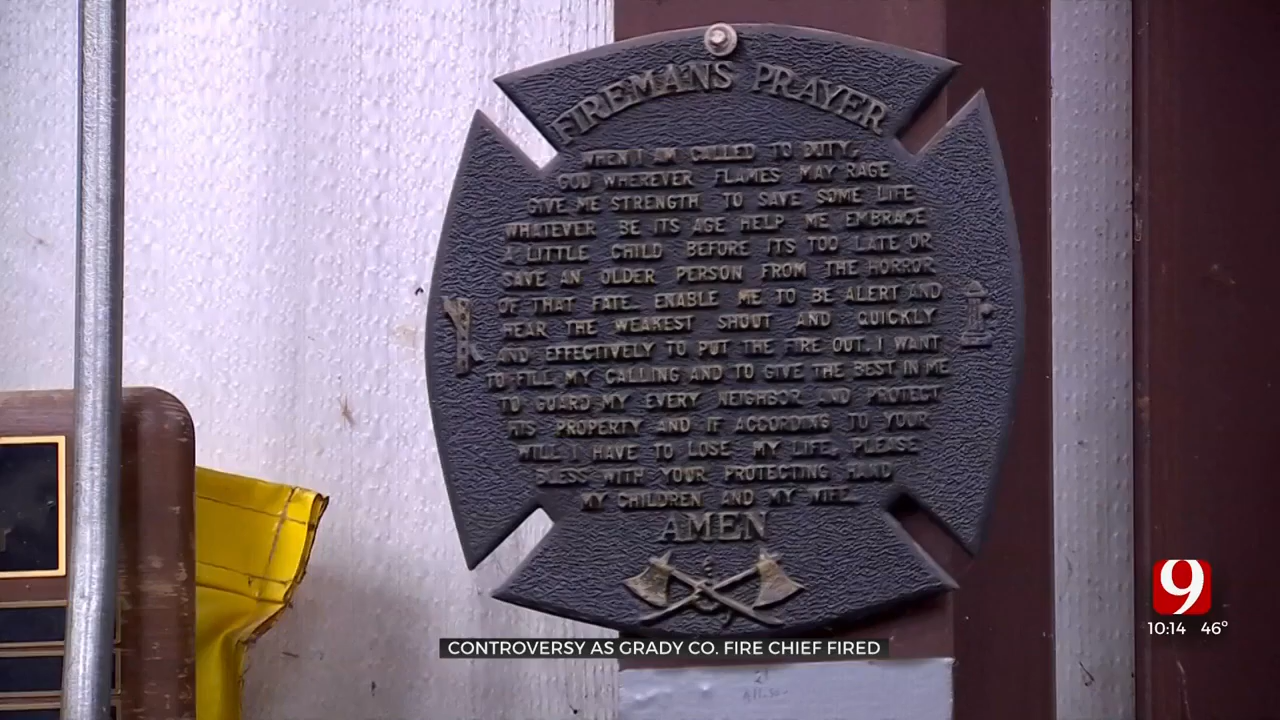 FIREMANS PRAYER
WHEN I AM CALLED TO DUTY,
GOD WHEREVER FLAMES MAY RAGE
GIVE ME STRENGTH TO SAVE SOME LIFE
WHATEVER BE ITS AGE HELP ME EMBRACE
A LITTLE CHILD BEFORE ITS TOO LATE OR
SAVE AN OLDER PERSON FROM THE HORROR
OF THAT FATE. ENABLE ME TO BE ALERT AND
HEAR THE WEAKEST SHOUT AND QUICKLY
AND EFFECTIVELY TO PUT THE FIRE OUT. I WANT
TO FILL MY CALLING AND TO GIVE THE BEST IN ME
TO GUARD MY EVERY NEIGHBOR AND PROTECT
HIS PROPERTY AND IF ACCORDING TO YOUR
WILL I HAVE TO LOSE MY LIFE, PLEASE
BLESS WITH YOUR PROTECTING HAND
MY CHILDREN AND MY WIFE.
AMEN
9
10:14 46°
CONTROVERSY AS GRADY CO. FIRE CHIEF FIRED